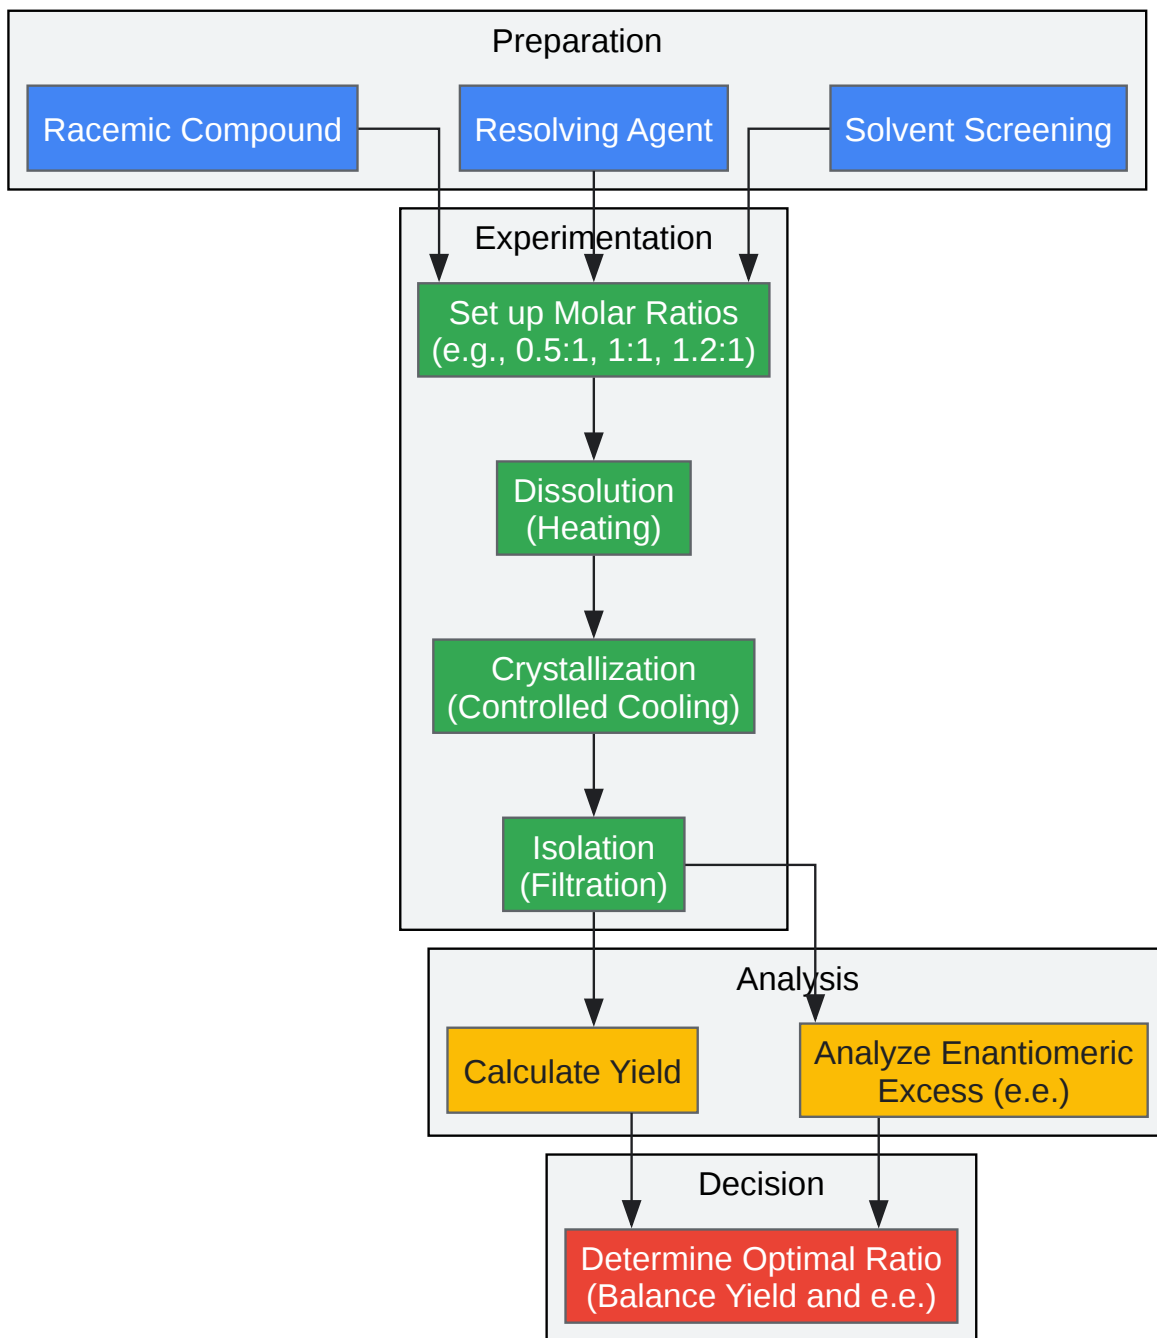 Preparation
Racemic Compound
Resolving Agent
Solvent Screening
Experimentation
Set up Molar Ratios
(e.g., 0.5:1, 1:1, 1.2:1)
Dissolution
(Heating)
Crystallization
(Controlled Cooling)
Isolation
(Filtration)
Analysis
Calculate Yield
Analyze Enantiomeric
Excess (e.e.)
Decision
Determine Optimal Ratio
(Balance Yield and e.e.)